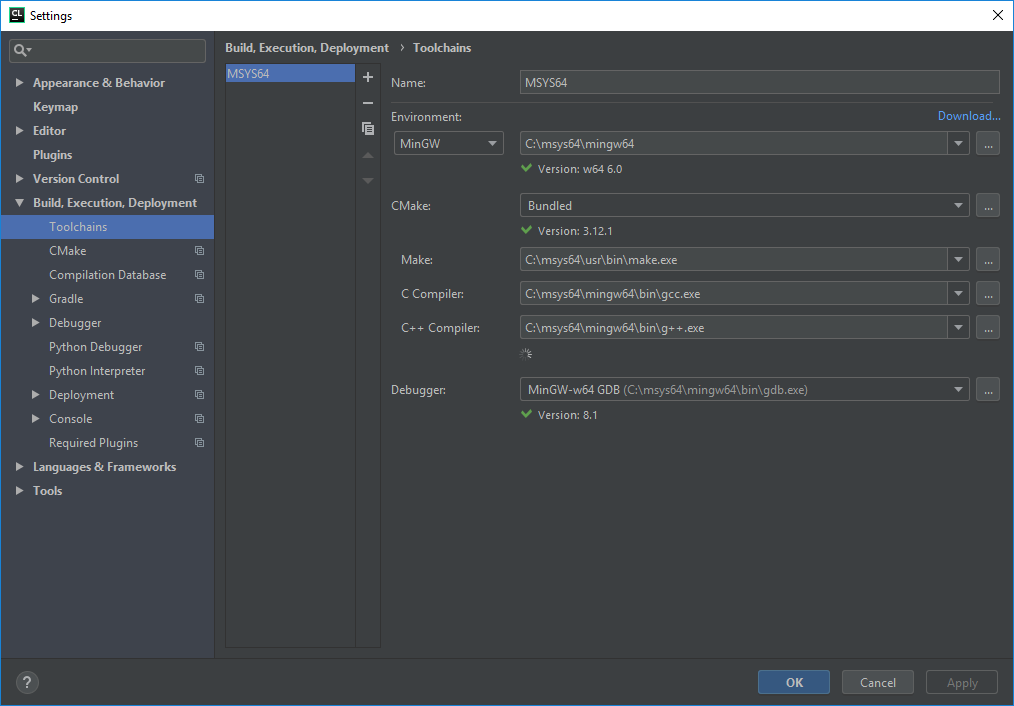 CL Settings
Build, Execution, Deployment › Toolchains
Appearance & Behavior
Keymap
Editor
Plugins
Version Control
Build, Execution, Deployment
Toolchains
CMake
Compilation Database
Gradle
Debugger
Python Debugger
Python Interpreter
Deployment
Console
Required Plugins
Languages & Frameworks
Tools
MSYS64
Name: MSYS64
Environment: Download...
MinGW C:\msys64\mingw64 ...
Version: w64 6.0
CMake: Bundled ...
Version: 3.12.1
Make: C:\msys64\usr\bin\make.exe ...
C Compiler: C:\msys64\mingw64\bin\gcc.exe ...
C++ Compiler: C:\msys64\mingw64\bin\g++.exe ...
Debugger: MinGW-w64 GDB (C:\msys64\mingw64\bin\gdb.exe) ...
Version: 8.1
? OK Cancel Apply